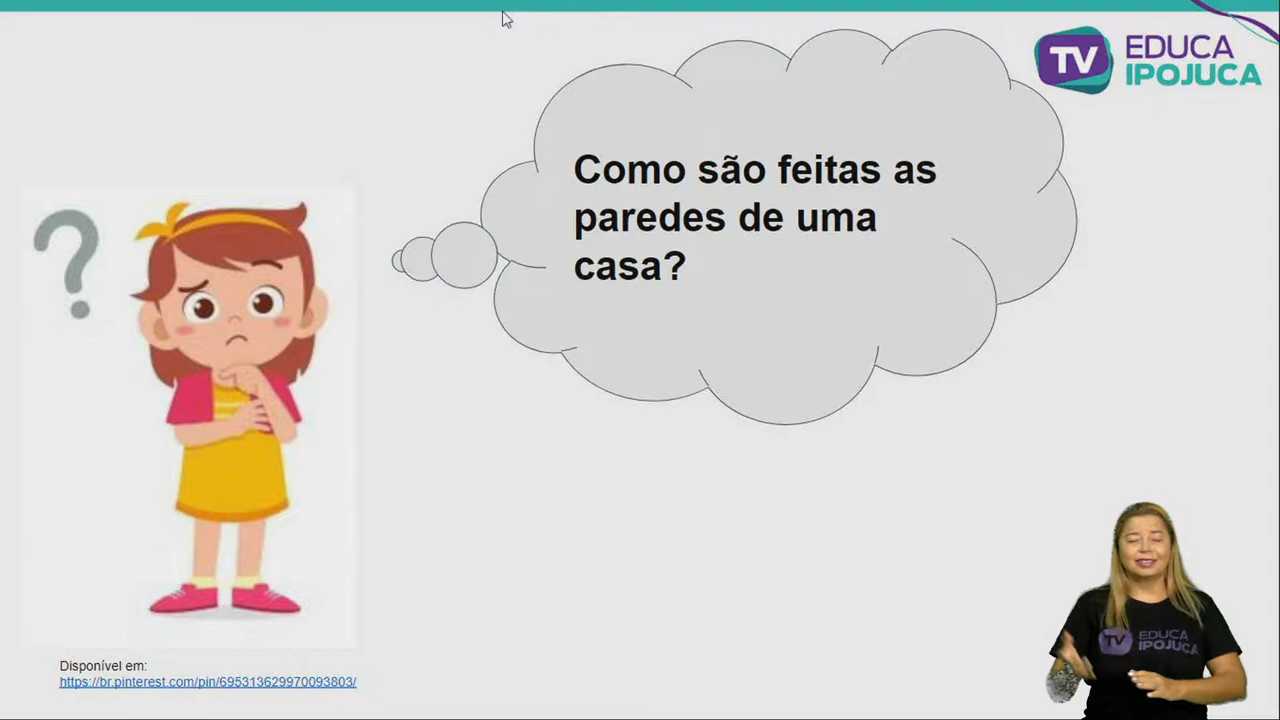 TV EDUCA
IPOJUCA
Como são feitas as
paredes de uma
casa?
?
Disponível em:
https://br.pinterest.com/pin/695313629970093803/
TV EDUCA
IPOJUCA